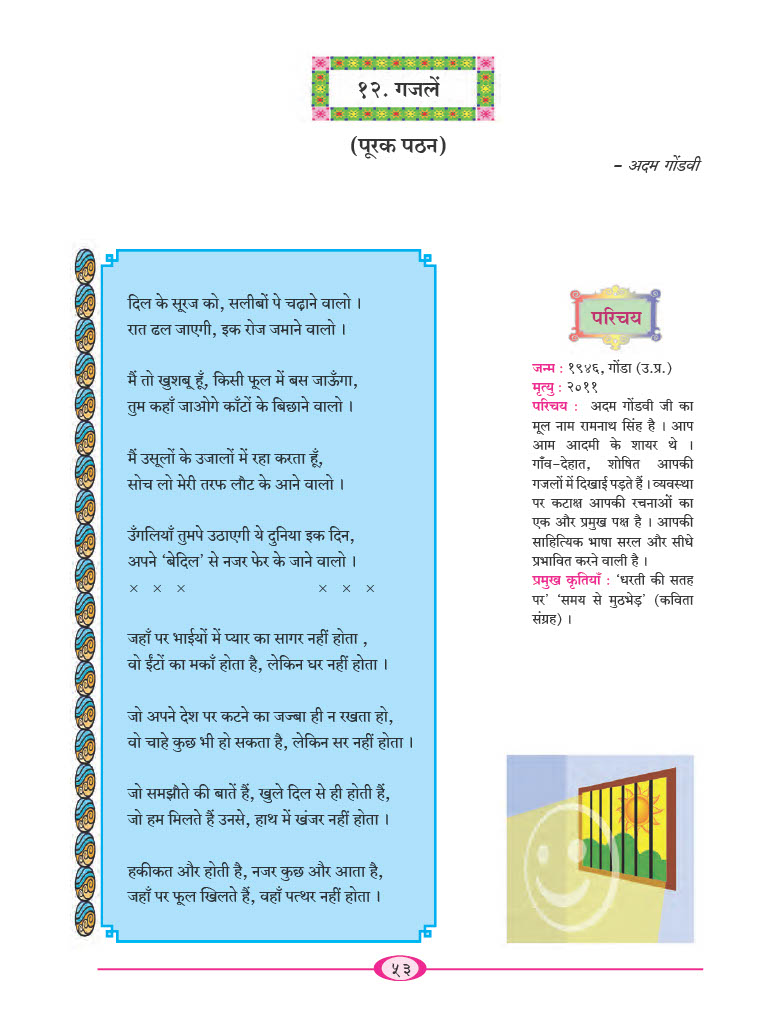 १२. गजलें
(पूरक पठन)
– अदम गोंडवी
दिल के सूरज को, सलीबों पे चढ़ाने वालो ।
रात ढल जाएगी, इक रोज जमाने वालो ।
मैं तो खुशबू हूँ, किसी फूल में बस जाऊँगा,
तुम कहाँ जाओगे काँटों के बिछाने वालो ।
मैं उसूलों के उजालों में रहा करता हूँ,
सोच लो मेरी तरफ लौट के आने वालो ।
उँगलियाँ तुमपे उठाएगी ये दुनिया इक दिन,
अपने ‘बेदिल’ से नजर फेर के जाने वालो ।
× × × × × ×
जहाँ पर भाईयों में प्यार का सागर नहीं होता ,
वो ईंटों का मकाँ होता है, लेकिन घर नहीं होता ।
जो अपने देश पर कटने का जज्बा ही न रखता हो,
वो चाहे कुछ भी हो सकता है, लेकिन सर नहीं होता ।
जो समझौते की बातें हैं, खुले दिल से ही होती हैं,
जो हम मिलते हैं उनसे, हाथ में खंजर नहीं होता ।
हकीकत और होती है, नजर कुछ और आता है,
जहाँ पर फूल खिलते हैं, वहाँ पत्थर नहीं होता ।
परिचय
जन्म : १९४६, गोंडा (उ.प्र.)
मृत्यु : २०११
परिचय : अदम गोंडवी जी का
मूल नाम रामनाथ सिंह है । आप
आम आदमी के शायर थे ।
गाँव-देहात, शोषित आपकी
गजलों में दिखाई पड़ते हैं । व्यवस्था
पर कटाक्ष आपकी रचनाओं का
एक और प्रमुख पक्ष है । आपकी
साहित्यिक भाषा सरल और सीधे
प्रभावित करने वाली है ।
प्रमुख कृतियाँ : ‘धरती की सतह
पर’ ‘समय से मुठभेड़’ (कविता
संग्रह) ।
५३